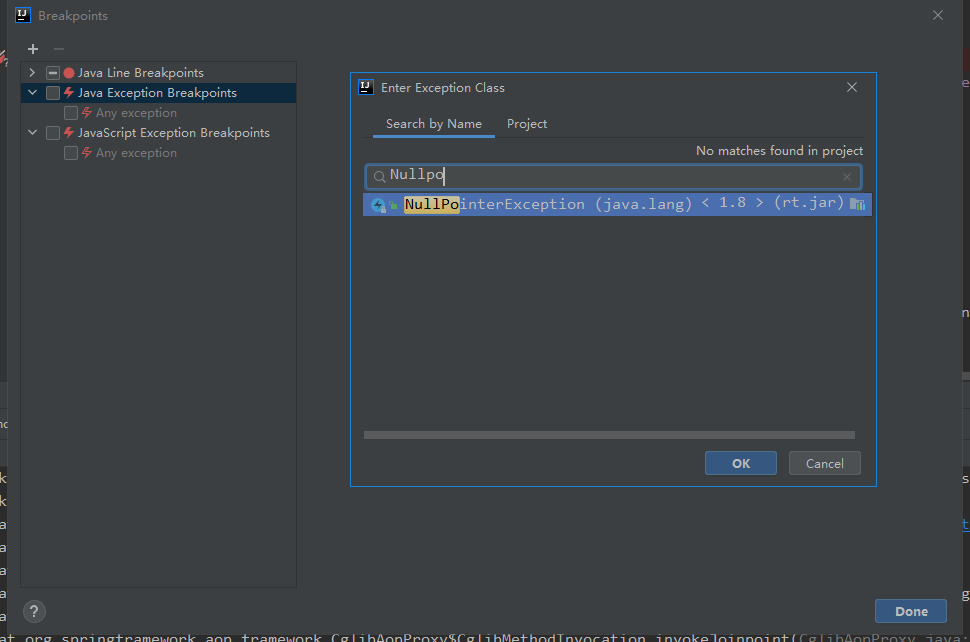 Breakpoints
Java Line Breakpoints
Java Exception Breakpoints
Any exception
JavaScript Exception Breakpoints
Any exception
Enter Exception Class
Search by Name Project
No matches found in project
Nullpo
NullPointerException (java.lang) < 1.8 > (rt.jar)
OK Cancel
? Done
at org.springframework.aop.framework.CglibAopProxy$CglibMethodInvocation.invokeJoinpoint(CglibAopProxy.java